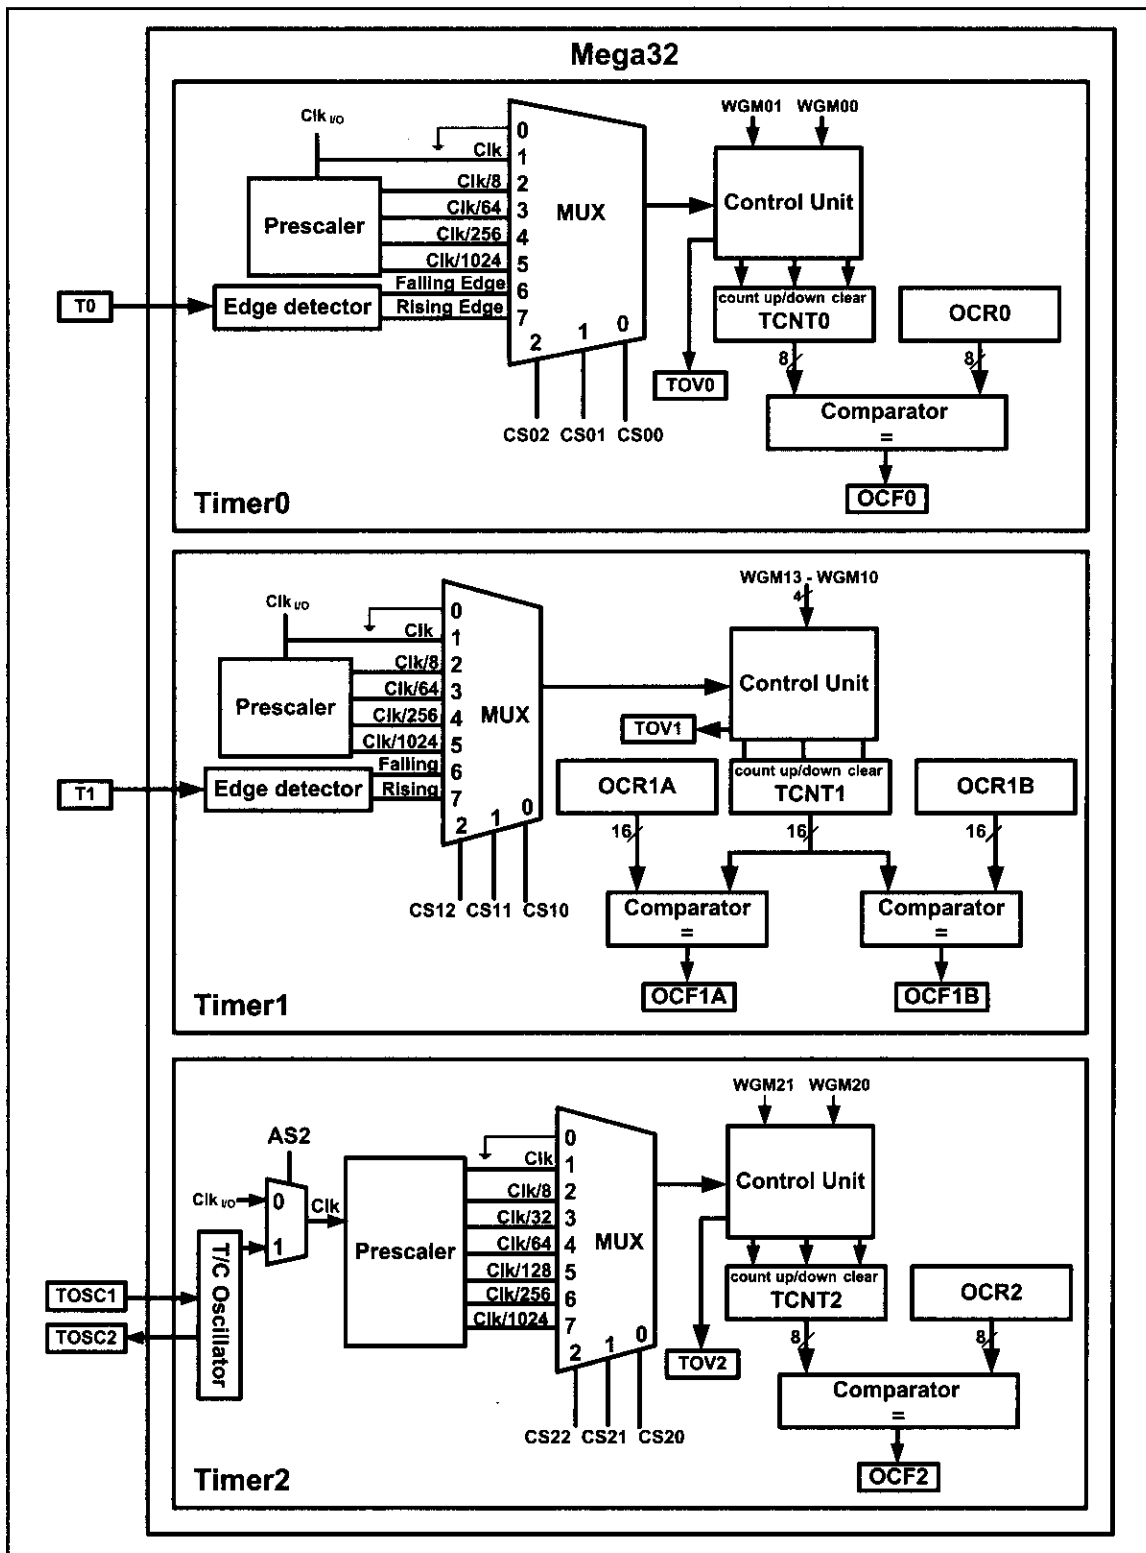 Mega32
WGM01 WGM00
Clk I/O
0
Clk 1
Clk/8 2
Clk/64 3
Clk/256 4
Clk/1024 5
Falling Edge 6
Rising Edge 7
Prescaler
MUX
Control Unit
T0
Edge detector
count up/down clear
TCNT0
OCR0
2 1 0
8 8
TOV0
Comparator
=
CS02 CS01 CS00
OCF0
Timer0
WGM13 - WGM10
4
Clk I/O
0
Clk 1
Clk/8 2
Clk/64 3
Clk/256 4
Clk/1024 5
Falling 6
Rising 7
Prescaler
MUX
Control Unit
TOV1
T1
Edge detector
OCR1A
count up/down clear
TCNT1
OCR1B
2 1 0
16 16 16
CS12 CS11 CS10
Comparator
=
Comparator
=
OCF1A
OCF1B
Timer1
WGM21 WGM20
AS2
0
Clk 1
Clk/8 2
Clk/32 3
Clk/64 4
Clk/128 5
Clk/256 6
Clk/1024 7
Clk I/O
0
1
Clk
Prescaler
MUX
Control Unit
T/C Oscillator
TOSC1
TOSC2
count up/down clear
TCNT2
OCR2
2 1 0
8 8
TOV2
Comparator
=
CS22 CS21 CS20
OCF2
Timer2